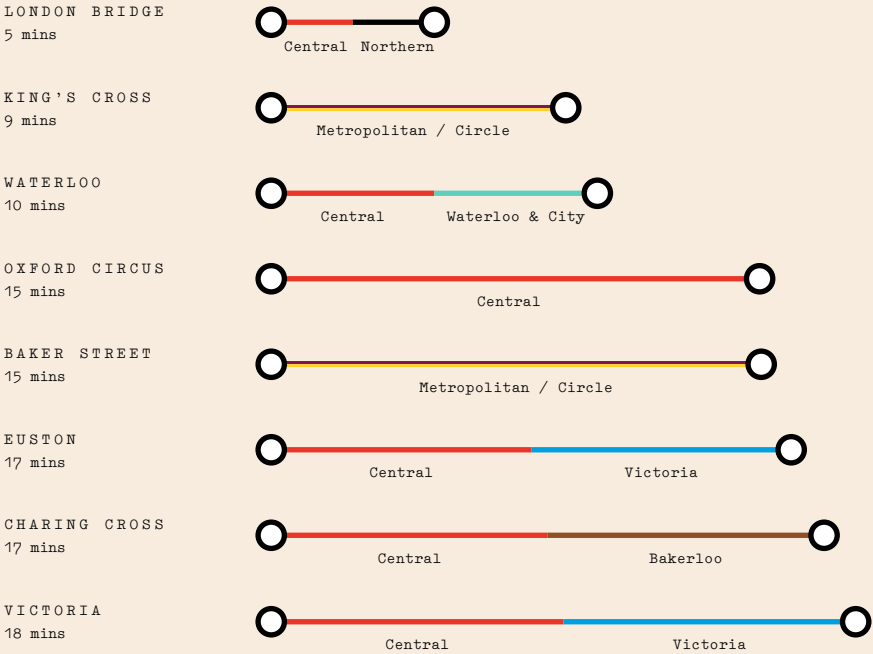 LONDON BRIDGE
5 mins
Central Northern
KING'S CROSS
9 mins
Metropolitan / Circle
WATERLOO
10 mins
Central Waterloo & City
OXFORD CIRCUS
15 mins
Central
BAKER STREET
15 mins
Metropolitan / Circle
EUSTON
17 mins
Central Victoria
CHARING CROSS
17 mins
Central Bakerloo
VICTORIA
18 mins
Central Victoria